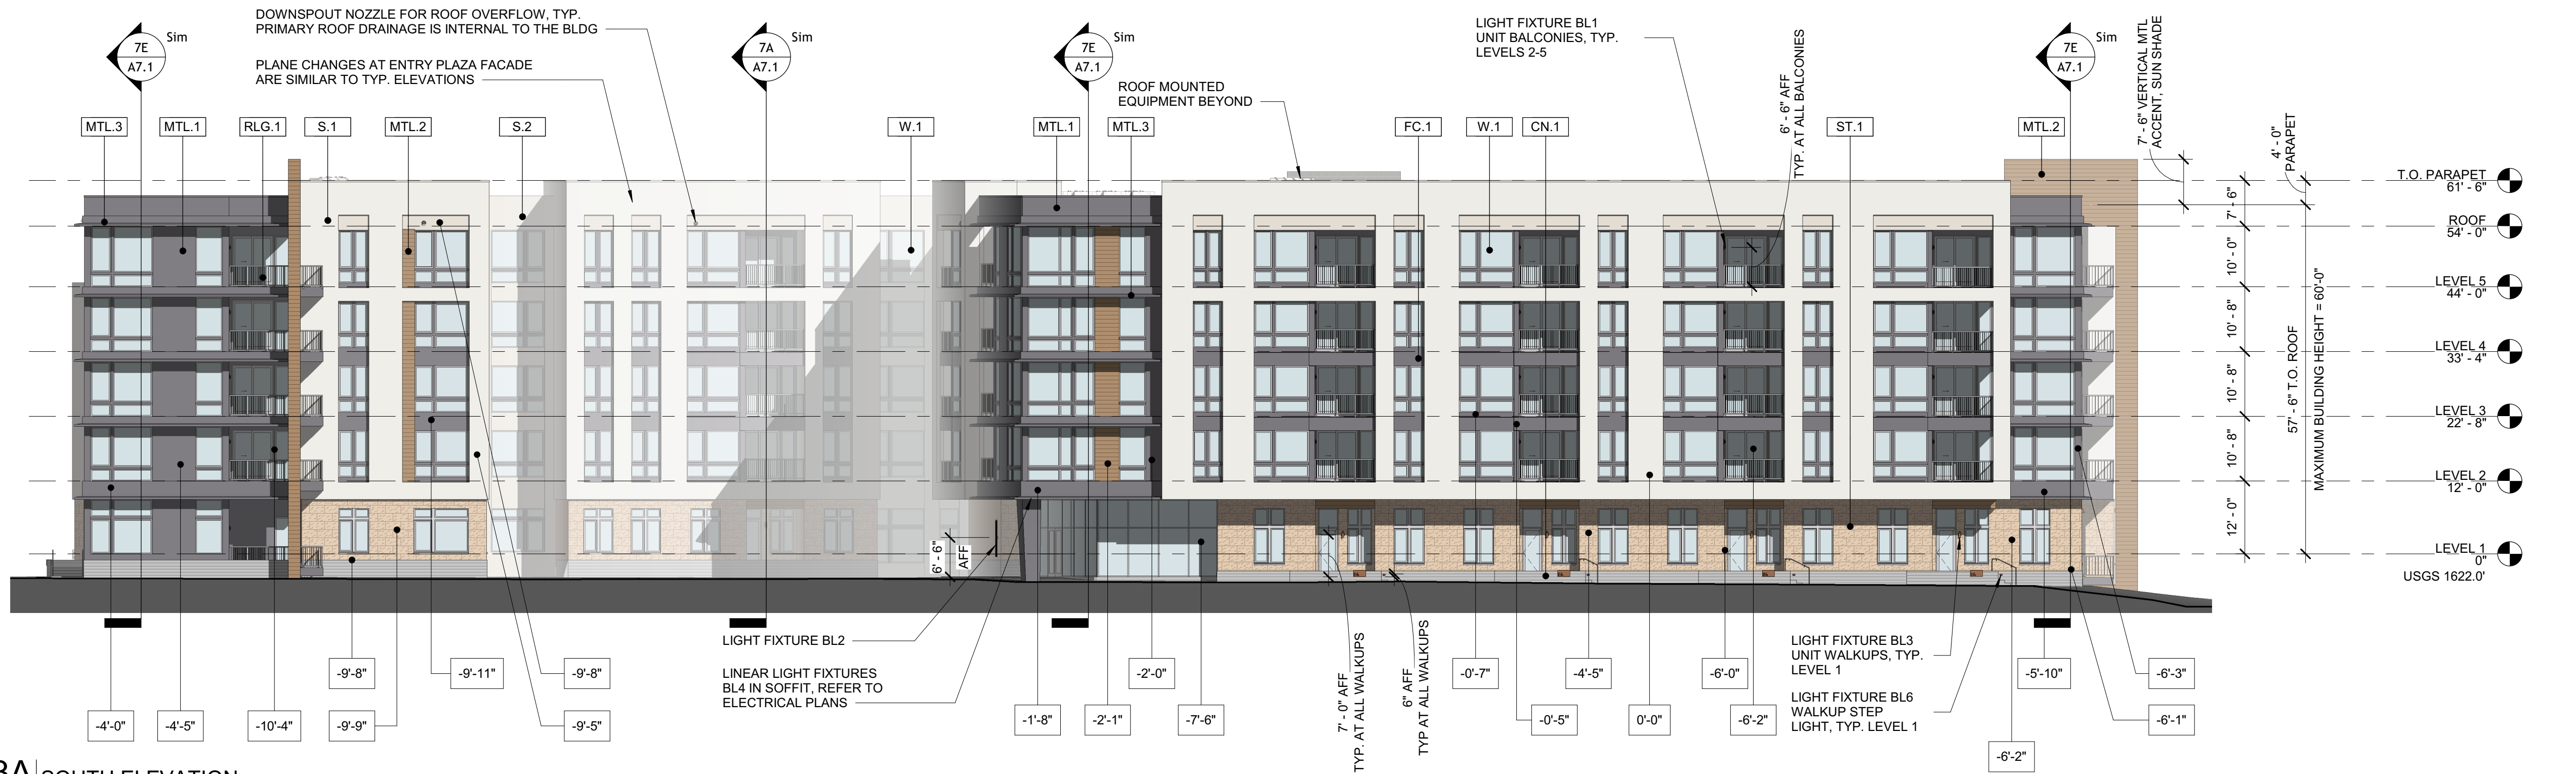 DOWNSPOUT NOZZLE FOR ROOF OVERFLOW, TYP.
PRIMARY ROOF DRAINAGE IS INTERNAL TO THE BLDG
PLANE CHANGES AT ENTRY PLAZA FACADE
ARE SIMILAR TO TYP. ELEVATIONS
7E
A7.1
Sim
7A
A7.1
Sim
7E
A7.1
Sim
7E
A7.1
Sim
ROOF MOUNTED
EQUIPMENT BEYOND
LIGHT FIXTURE BL1
UNIT BALCONIES, TYP.
LEVELS 2-5
6' - 6" AFF
TYP. AT ALL BALCONIES
7' - 6" VERTICAL MTL
ACCENT, SUN SHADE
4' - 0"
PARAPET
MTL.3
MTL.1
RLG.1
S.1
MTL.2
S.2
W.1
MTL.1
MTL.3
FC.1
W.1
CN.1
ST.1
MTL.2
T.O. PARAPET
61' - 6"
ROOF
54' - 0"
LEVEL 5
44' - 0"
LEVEL 4
33' - 4"
LEVEL 3
22' - 8"
LEVEL 2
12' - 0"
LEVEL 1
0"
USGS 1622.0'
7' - 6"
10' - 0"
10' - 8"
10' - 8"
10' - 8"
12' - 0"
57' - 6" T.O. ROOF
MAXIMUM BUILDING HEIGHT = 60'-0"
6' - 6"
AFF
LIGHT FIXTURE BL2
LINEAR LIGHT FIXTURES
BL4 IN SOFFIT, REFER TO
ELECTRICAL PLANS
7' - 0" AFF
TYP. AT ALL WALKUPS
6" AFF
TYP AT ALL WALKUPS
LIGHT FIXTURE BL3
UNIT WALKUPS, TYP.
LEVEL 1
LIGHT FIXTURE BL6
WALKUP STEP
LIGHT, TYP. LEVEL 1
-9'-8"
-9'-11"
-9'-8"
-2'-0"
-0'-7"
-4'-5"
-6'-0"
-5'-10"
-6'-3"
-4'-0"
-4'-5"
-10'-4"
-9'-9"
-9'-5"
-1'-8"
-2'-1"
-7'-6"
-0'-5"
0'-0"
-6'-2"
-6'-1"
-6'-2"
3A
SOUTH ELEVATION